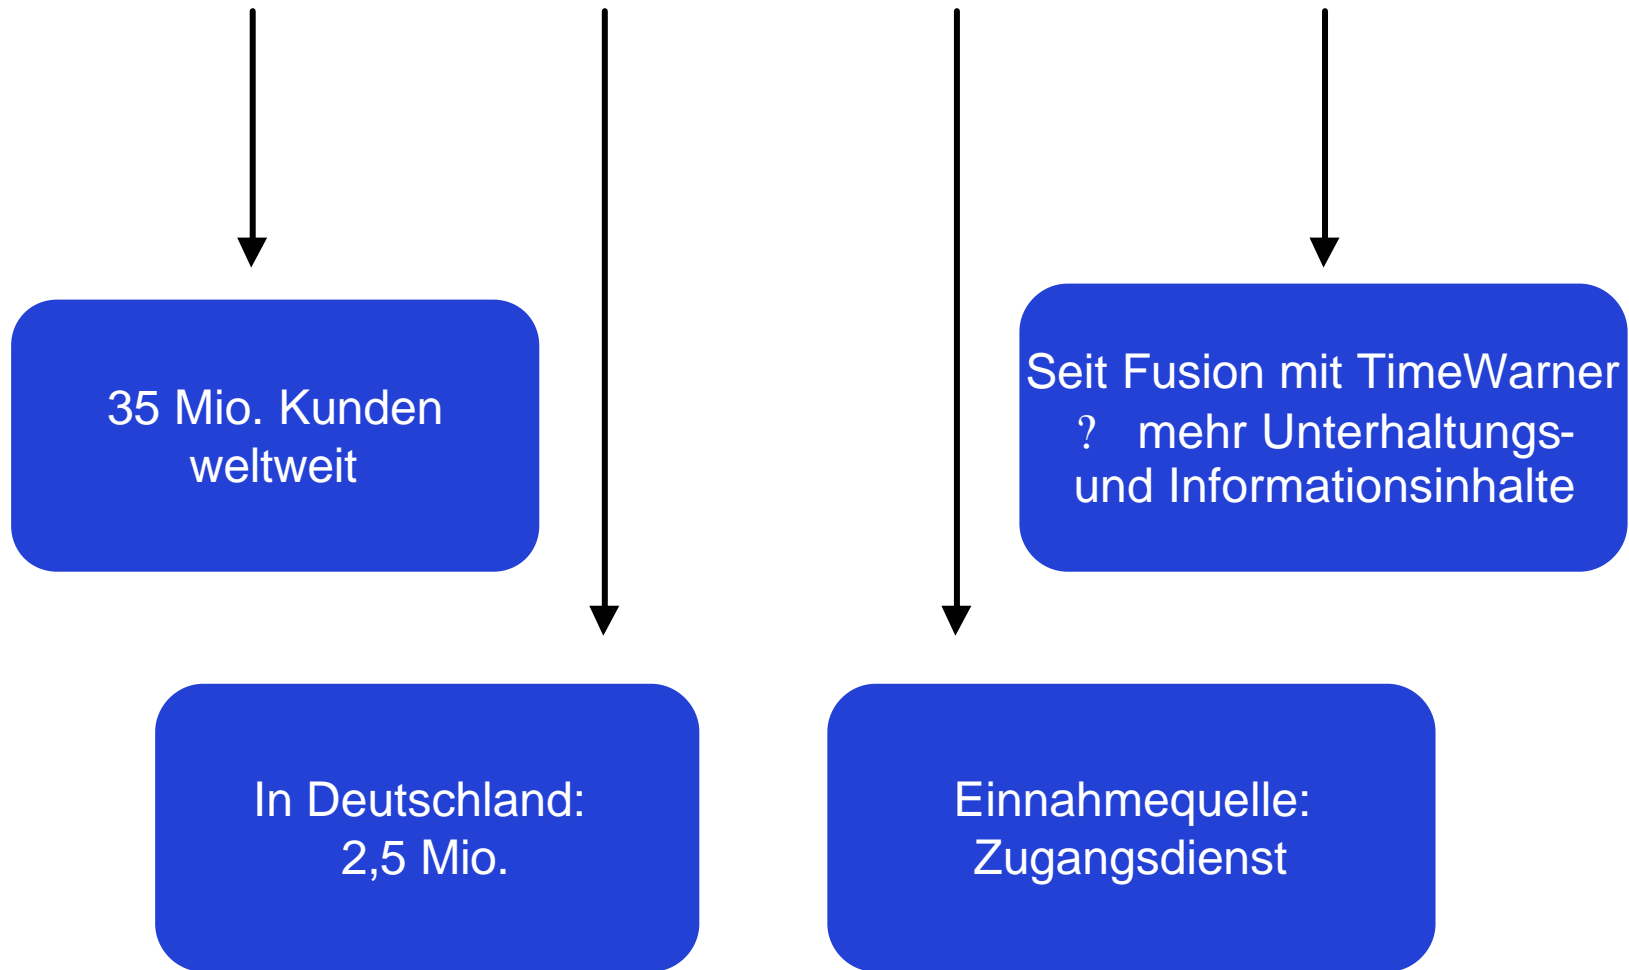 35 Mio. Kunden
weltweit
Seit Fusion mit TimeWarner
? mehr Unterhaltungs-
und Informationsinhalte
In Deutschland:
2,5 Mio.
Einnahmequelle:
Zugangsdienst